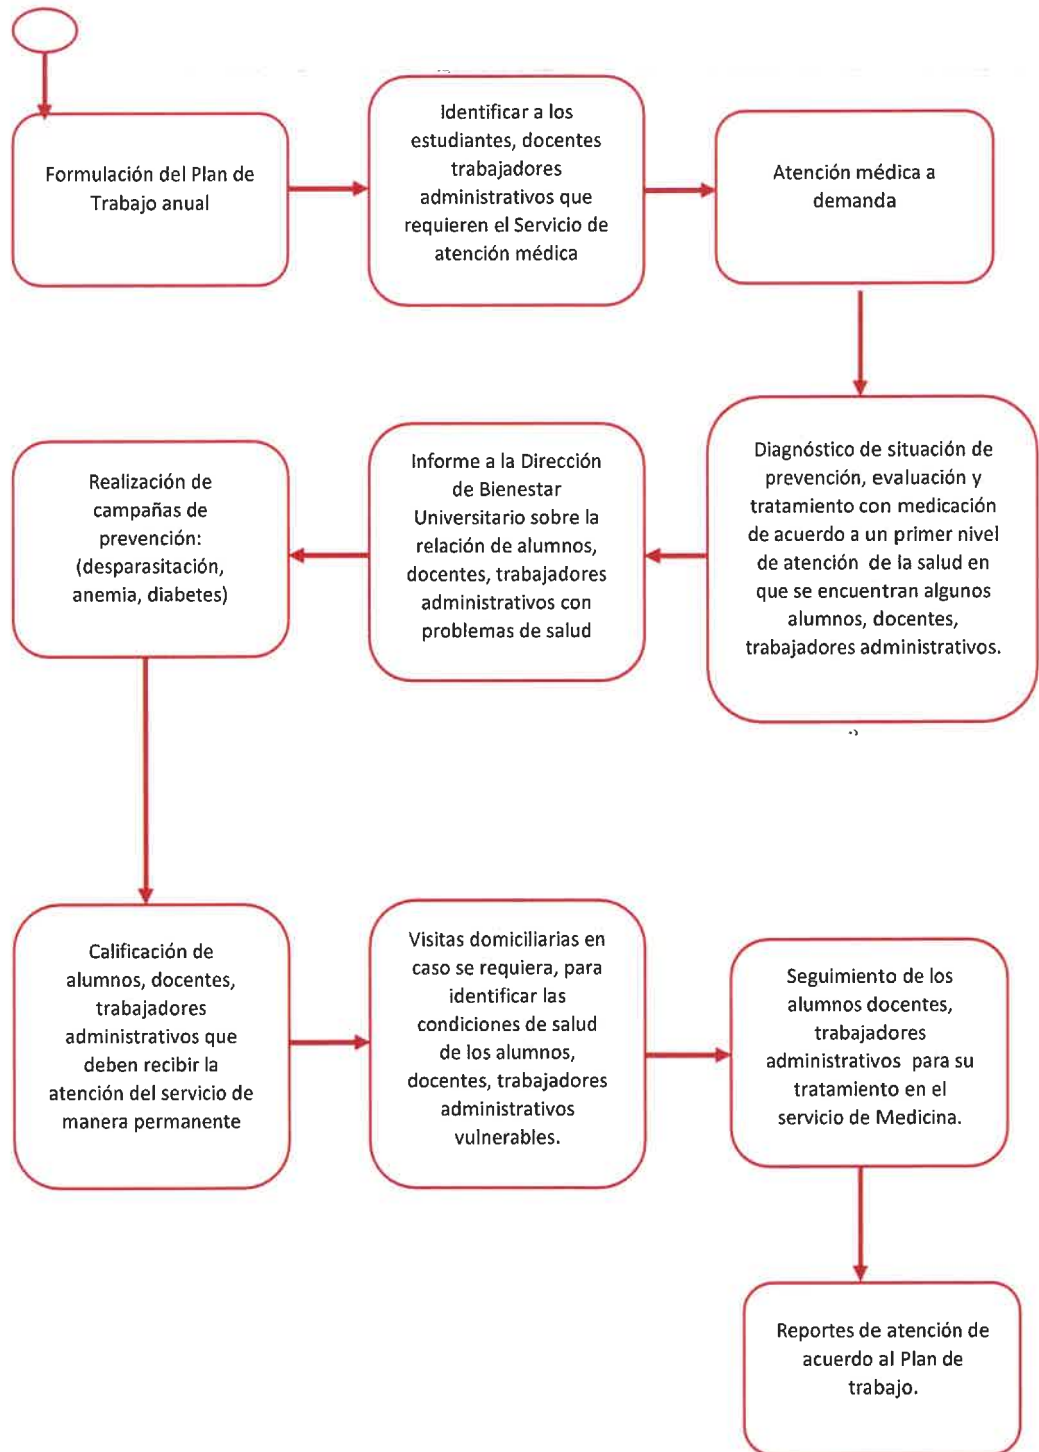 Formulación del Plan de
Trabajo anual
Identificar a los
estudiantes, docentes
trabajadores
administrativos que
requieren el Servicio de
atención médica
Atención médica a
demanda
Diagnóstico de situación de
prevención, evaluación y
tratamiento con medicación
de acuerdo a un primer nivel
de atención de la salud en
que se encuentran algunos
alumnos, docentes,
trabajadores administrativos.
Informe a la Dirección
de Bienestar
Universitario sobre la
relación de alumnos,
docentes, trabajadores
administrativos con
problemas de salud
Realización de
campañas de
prevención:
(desparasitación,
anemia, diabetes)
Calificación de
alumnos, docentes,
trabajadores
administrativos que
deben recibir la
atención del servicio de
manera permanente
Visitas domiciliarias en
caso se requiera, para
identificar las
condiciones de salud
de los alumnos,
docentes, trabajadores
administrativos
vulnerables.
Seguimiento de los
alumnos docentes,
trabajadores
administrativos para su
tratamiento en el
servicio de Medicina.
Reportes de atención de
acuerdo al Plan de
trabajo.